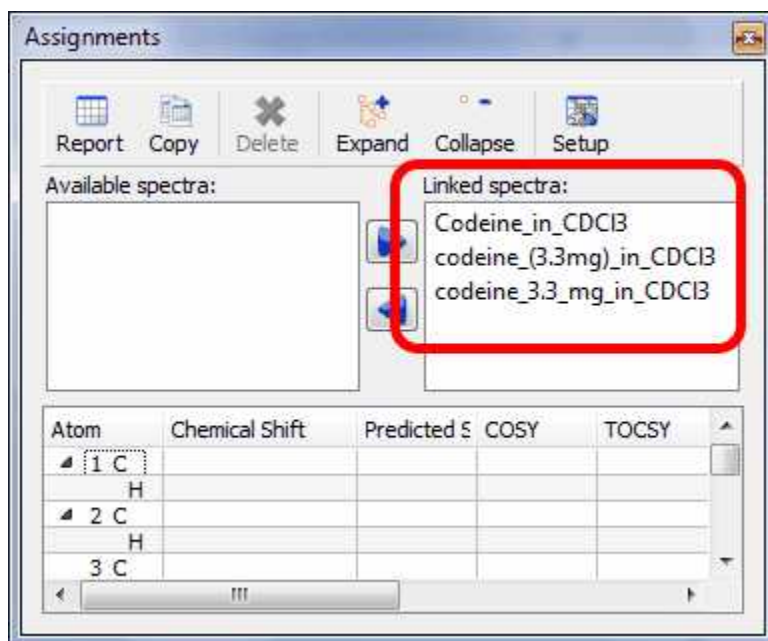 Assignments
Report Copy Delete Expand Collapse Setup
Available spectra: Linked spectra:
Codeine_in_CDCl3
codeine_(3.3mg)_in_CDCl3
codeine_3.3_mg_in_CDCl3
Atom Chemical Shift Predicted S COSY TOCSY
1 C
H
2 C
H
3 C